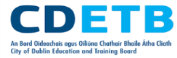 CDETB
An Bord Oideachais agus Oiliúna Chathair Bhaile Átha Cliath
City of Dublin Education and Training Board